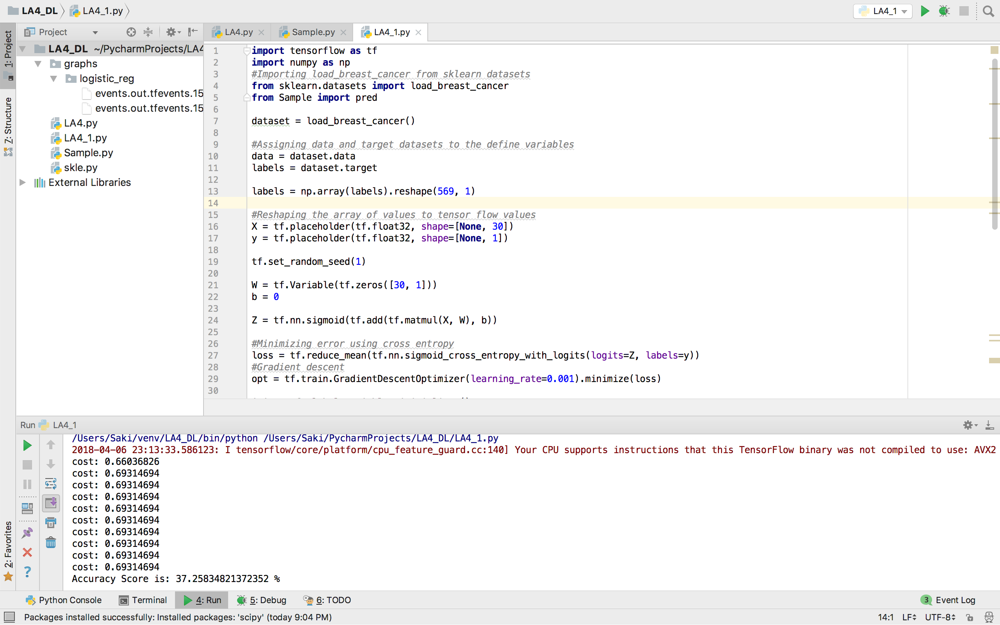 LA4_DL LA4_1.py
LA4_1
1: Project
7: Structure
2: Favorites
Project
LA4_DL ~/PycharmProjects/LA4
graphs
logistic_reg
events.out.tfevents.15
events.out.tfevents.15
LA4.py
LA4_1.py
Sample.py
skle.py
External Libraries
LA4.py Sample.py LA4_1.py
1 import tensorflow as tf
2 import numpy as np
3 #Importing load_breast_cancer from sklearn datasets
4 from sklearn.datasets import load_breast_cancer
5 from Sample import pred
6
7 dataset = load_breast_cancer()
8
9 #Assigning data and target datasets to the define variables
10 data = dataset.data
11 labels = dataset.target
12
13 labels = np.array(labels).reshape(569, 1)
14
15 #Reshaping the array of values to tensor flow values
16 X = tf.placeholder(tf.float32, shape=[None, 30])
17 y = tf.placeholder(tf.float32, shape=[None, 1])
18
19 tf.set_random_seed(1)
20
21 W = tf.Variable(tf.zeros([30, 1]))
22 b = 0
23
24 Z = tf.nn.sigmoid(tf.add(tf.matmul(X, W), b))
25
26 #Minimizing error using cross entropy
27 loss = tf.reduce_mean(tf.nn.sigmoid_cross_entropy_with_logits(logits=Z, labels=y))
28 #Gradient descent
29 opt = tf.train.GradientDescentOptimizer(learning_rate=0.001).minimize(loss)
30
Run LA4_1
/Users/Saki/venv/LA4_DL/bin/python /Users/Saki/PycharmProjects/LA4_DL/LA4_1.py
2018-04-06 23:13:33.586123: I tensorflow/core/platform/cpu_feature_guard.cc:140] Your CPU supports instructions that this TensorFlow binary was not compiled to use: AVX2
cost: 0.66036826
cost: 0.69314694
cost: 0.69314694
cost: 0.69314694
cost: 0.69314694
cost: 0.69314694
cost: 0.69314694
cost: 0.69314694
cost: 0.69314694
cost: 0.69314694
Accuracy Score is: 37.25834821372352 %
Python Console Terminal 4: Run 5: Debug 6: TODO 3 Event Log
Packages installed successfully: Installed packages: 'scipy' (today 9:04 PM) 14:1 LF UTF-8